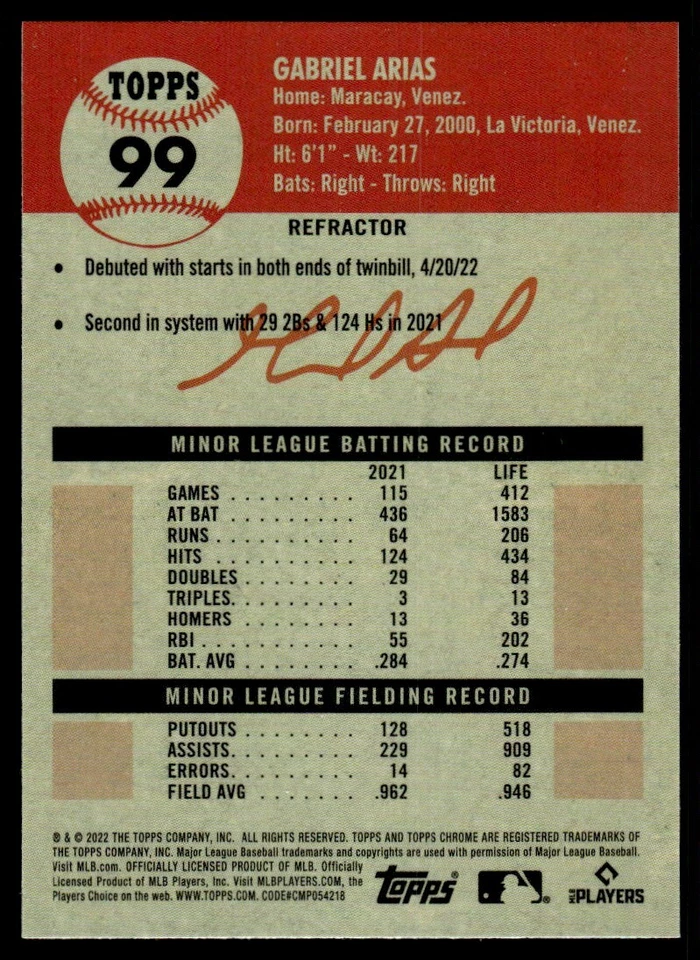 TOPPS
99
GABRIEL ARIAS
Home: Maracay, Venez.
Born: February 27, 2000, La Victoria, Venez.
Ht: 6'1" - Wt: 217
Bats: Right - Throws: Right
REFRACTOR
• Debuted with starts in both ends of twinbill, 4/20/22
• Second in system with 29 2Bs & 124 Hs in 2021
MINOR LEAGUE BATTING RECORD
2021 LIFE
GAMES . . . . . . . . . 115 412
AT BAT . . . . . . . . . 436 1583
RUNS . . . . . . . . . . 64 206
HITS . . . . . . . . . . 124 434
DOUBLES . . . . . . . . 29 84
TRIPLES. . . . . . . . . 3 13
HOMERS . . . . . . . . 13 36
RBI . . . . . . . . . . . 55 202
BAT. AVG . . . . . . . . .284 .274
MINOR LEAGUE FIELDING RECORD
PUTOUTS . . . . . . . . 128 518
ASSISTS. . . . . . . . . 229 909
ERRORS. . . . . . . . . 14 82
FIELD AVG . . . . . . . .962 .946
® & © 2022 THE TOPPS COMPANY, INC. ALL RIGHTS RESERVED. TOPPS AND TOPPS CHROME ARE REGISTERED TRADEMARKS OF
THE TOPPS COMPANY, INC. Major League Baseball trademarks and copyrights are used with permission of Major League Baseball.
Visit MLB.com. OFFICIALLY LICENSED PRODUCT OF MLB. Officially
Licensed Product of MLB Players, Inc. Visit MLBPLAYERS.COM, the
Players Choice on the web. WWW.TOPPS.COM. CODE#CMP054218
topps®
MLB PLAYERS